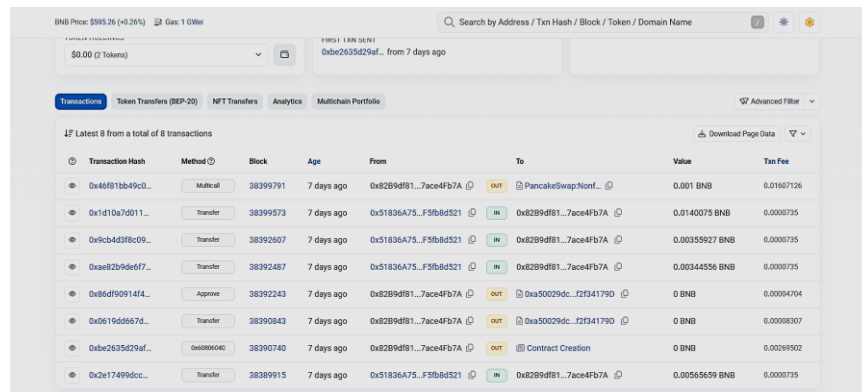 BNB Price: $595.26 (+0.26%) Gas: 1 GWei Search by Address / Txn Hash / Block / Token / Domain Name /
TOKEN HOLDINGS FIRST TXN SENT
$0.00 (2 Tokens) 0xbe2635d29af... from 7 days ago
Transactions Token Transfers (BEP-20) NFT Transfers Analytics Multichain Portfolio Advanced Filter
Latest 8 from a total of 8 transactions Download Page Data
Transaction Hash Method Block Age From To Value Txn Fee
0x46f81bb49c0... Multicall 38399791 7 days ago 0x82B9df81...7ace4Fb7A OUT PancakeSwap:Nonf... 0.001 BNB 0.01607126
0x1d10a7d011... Transfer 38399573 7 days ago 0x51836A75...F5fb8d521 IN 0x82B9df81...7ace4Fb7A 0.0140075 BNB 0.0000735
0x9cb4d3f8c09... Transfer 38392607 7 days ago 0x51836A75...F5fb8d521 IN 0x82B9df81...7ace4Fb7A 0.00355927 BNB 0.0000735
0xae82b9de6f7... Transfer 38392487 7 days ago 0x51836A75...F5fb8d521 IN 0x82B9df81...7ace4Fb7A 0.00344556 BNB 0.0000735
0x86df90914f4... Approve 38392243 7 days ago 0x82B9df81...7ace4Fb7A OUT 0xa50029dc...f2f34179D 0 BNB 0.00004704
0x0619dd667d... Transfer 38390843 7 days ago 0x82B9df81...7ace4Fb7A OUT 0xa50029dc...f2f34179D 0 BNB 0.00008307
0xbe2635d29af... 0x60806040 38390740 7 days ago 0x82B9df81...7ace4Fb7A OUT Contract Creation 0 BNB 0.00269502
0x2e17499dcc... Transfer 38389915 7 days ago 0x51836A75...F5fb8d521 IN 0x82B9df81...7ace4Fb7A 0.00565659 BNB 0.0000735